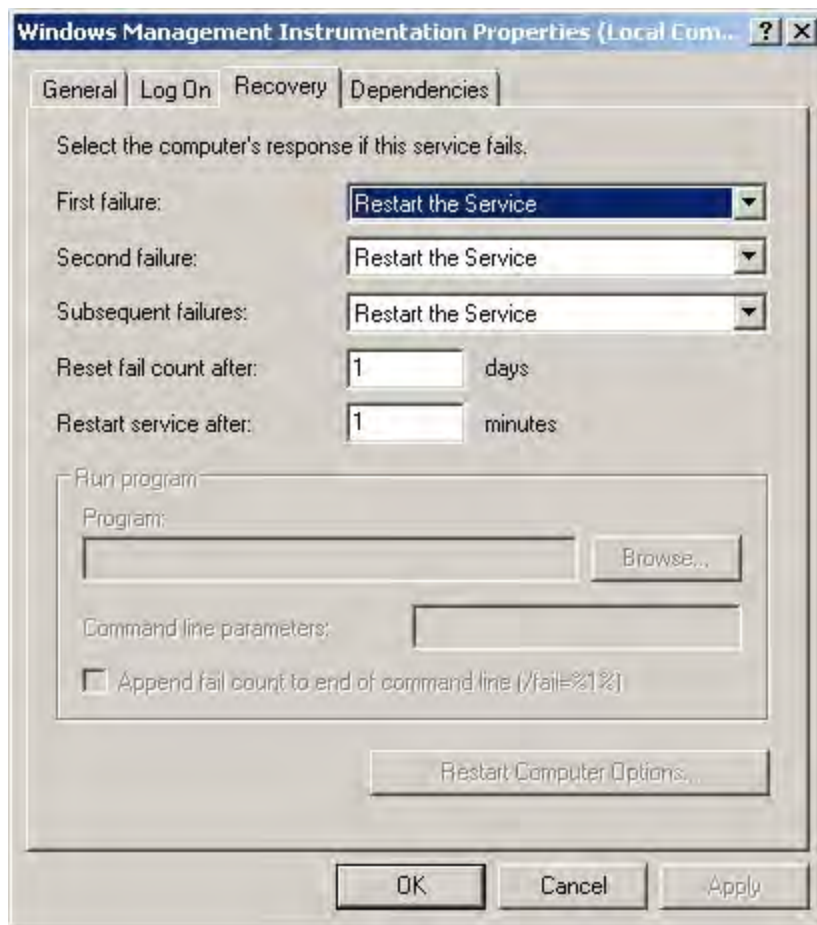 Windows Management Instrumentation Properties (Local Com...
General Log On Recovery Dependencies
Select the computer's response if this service fails.
First failure: Restart the Service
Second failure: Restart the Service
Subsequent failures: Restart the Service
Reset fail count after: 1 days
Restart service after: 1 minutes
Run program
Program:
Browse...
Command line parameters:
Append fail count to end of command line (/fail=%1%)
Restart Computer Options...
OK Cancel Apply